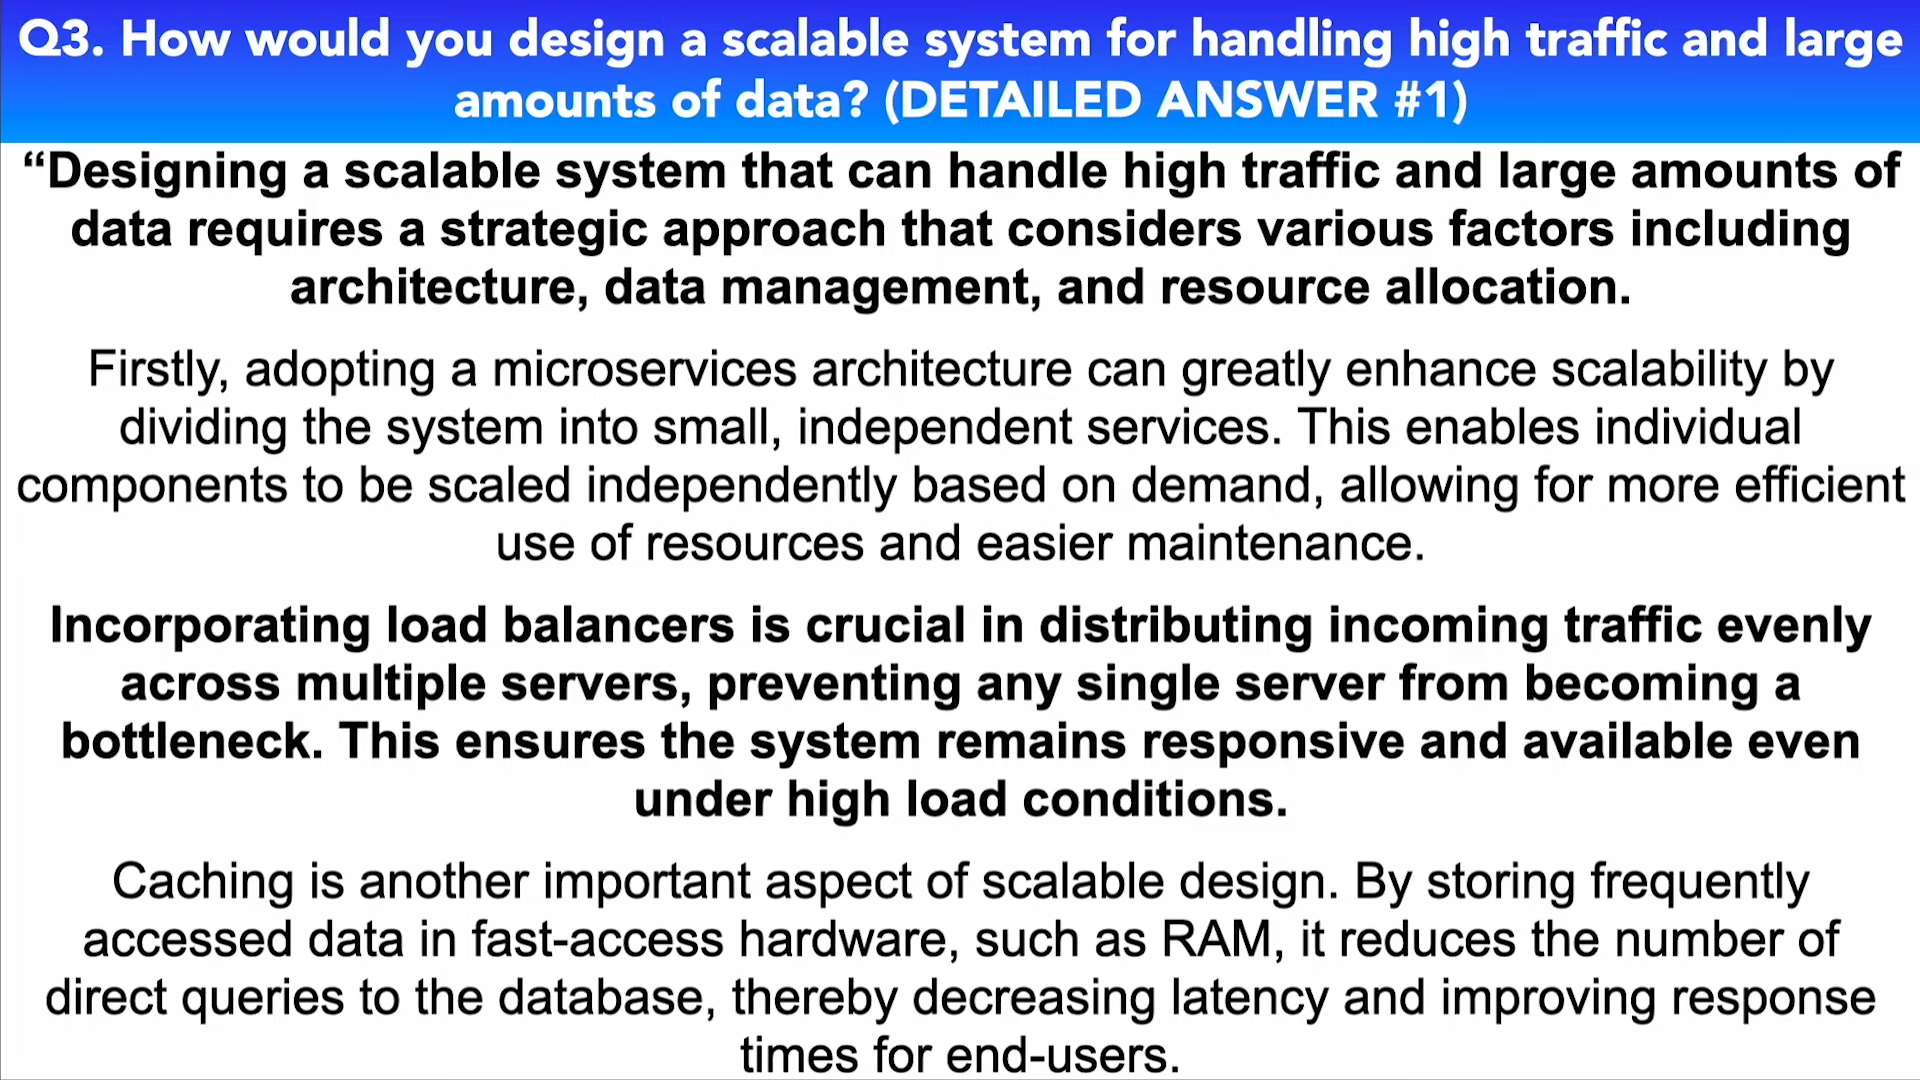 Q3. How would you design a scalable system for handling high traffic and large
amounts of data? (DETAILED ANSWER #1)
“Designing a scalable system that can handle high traffic and large amounts of
data requires a strategic approach that considers various factors including
architecture, data management, and resource allocation.
Firstly, adopting a microservices architecture can greatly enhance scalability by
dividing the system into small, independent services. This enables individual
components to be scaled independently based on demand, allowing for more efficient
use of resources and easier maintenance.
Incorporating load balancers is crucial in distributing incoming traffic evenly
across multiple servers, preventing any single server from becoming a
bottleneck. This ensures the system remains responsive and available even
under high load conditions.
Caching is another important aspect of scalable design. By storing frequently
accessed data in fast-access hardware, such as RAM, it reduces the number of
direct queries to the database, thereby decreasing latency and improving response
times for end-users.